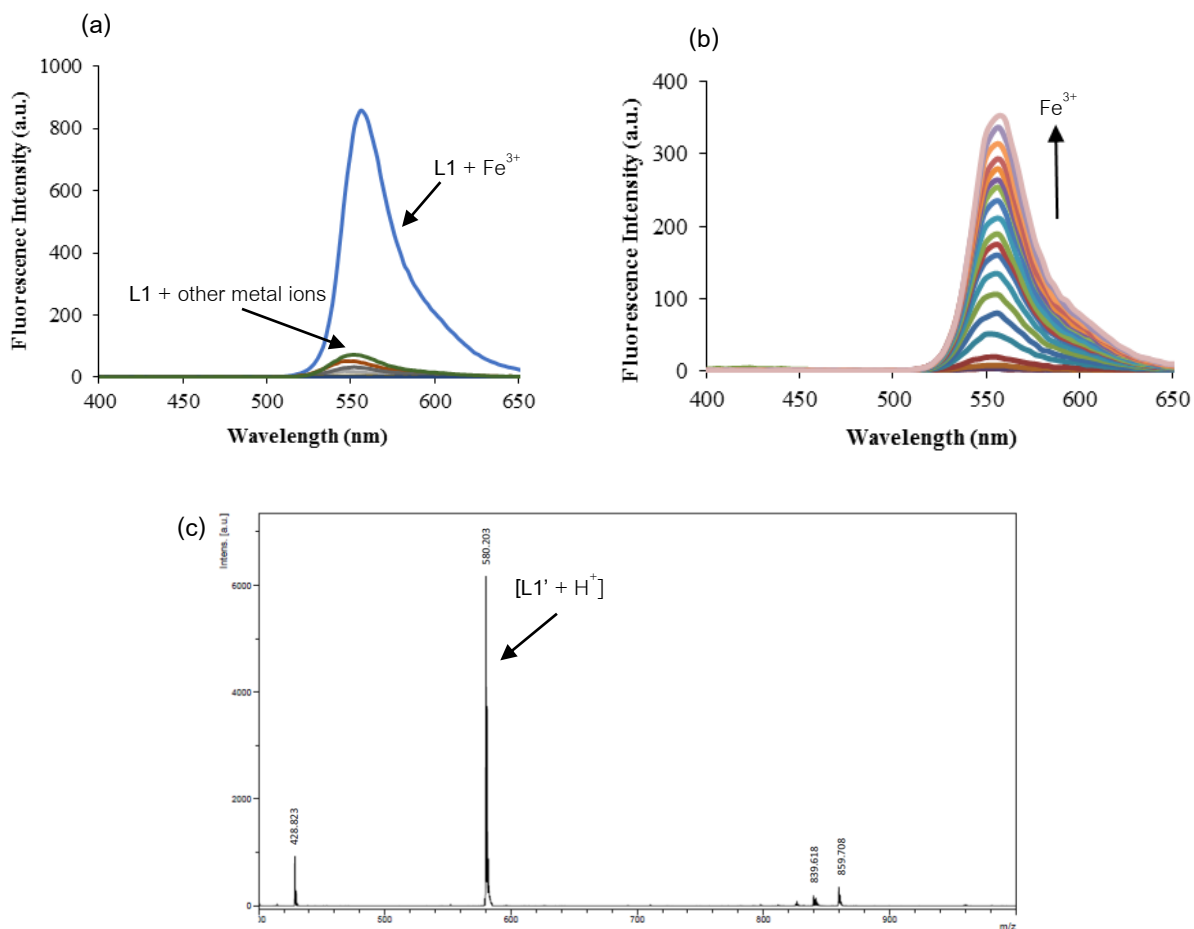 (a)
1000
800
600
400
200
0
400 450 500 550 600 650
Fluorescenec Intensity (a.u.)
Wavelength (nm)
L1 + Fe³⁺
L1 + other metal ions
(b)
400
300
200
100
0
400 450 500 550 600 650
Fluorescence Intensity (a.u.)
Wavelength (nm)
Fe³⁺
(c)
Intens. [a.u.]
6000
4000
2000
0
428.823
580.203
839.618
859.708
[L1' + H⁺]
500 600 700 800 900
m/z